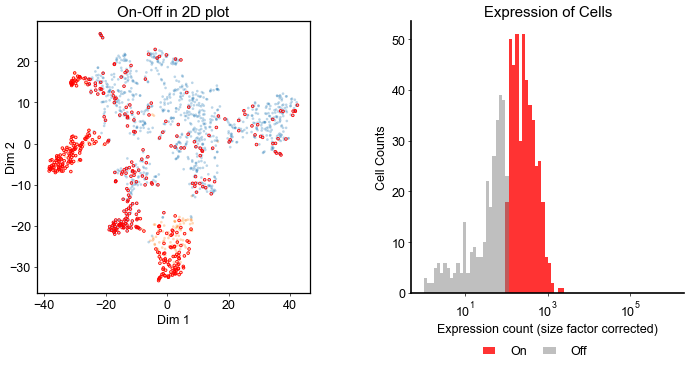 On-Off in 2D plot
Dim 2
20
10
0
−10
−20
−30
−40
−20
0
20
40
Dim 1
Expression of Cells
Cell Counts
50
40
30
20
10
0
10^1
10^3
10^5
Expression count (size factor corrected)
On
Off